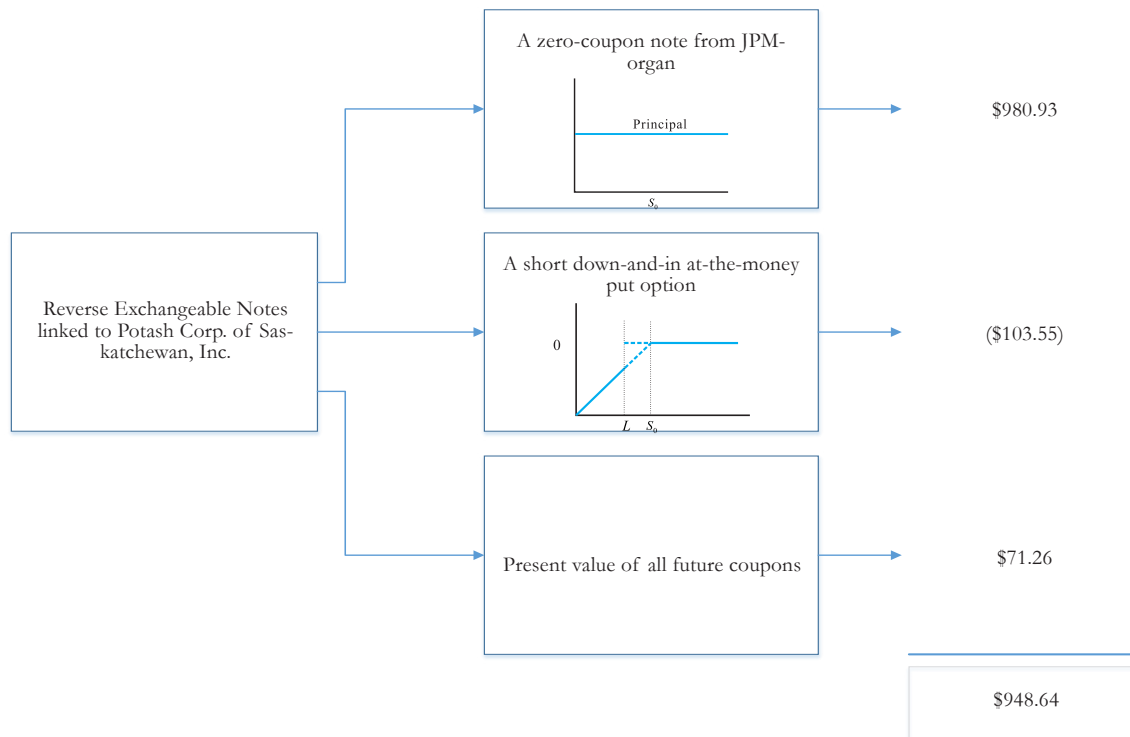 A zero-coupon note from JPM-
organ
Principal
S₀
$980.93
Reverse Exchangeable Notes
linked to Potash Corp. of Sas-
katchewan, Inc.
A short down-and-in at-the-money
put option
0
L S₀
($103.55)
Present value of all future coupons
$71.26
$948.64